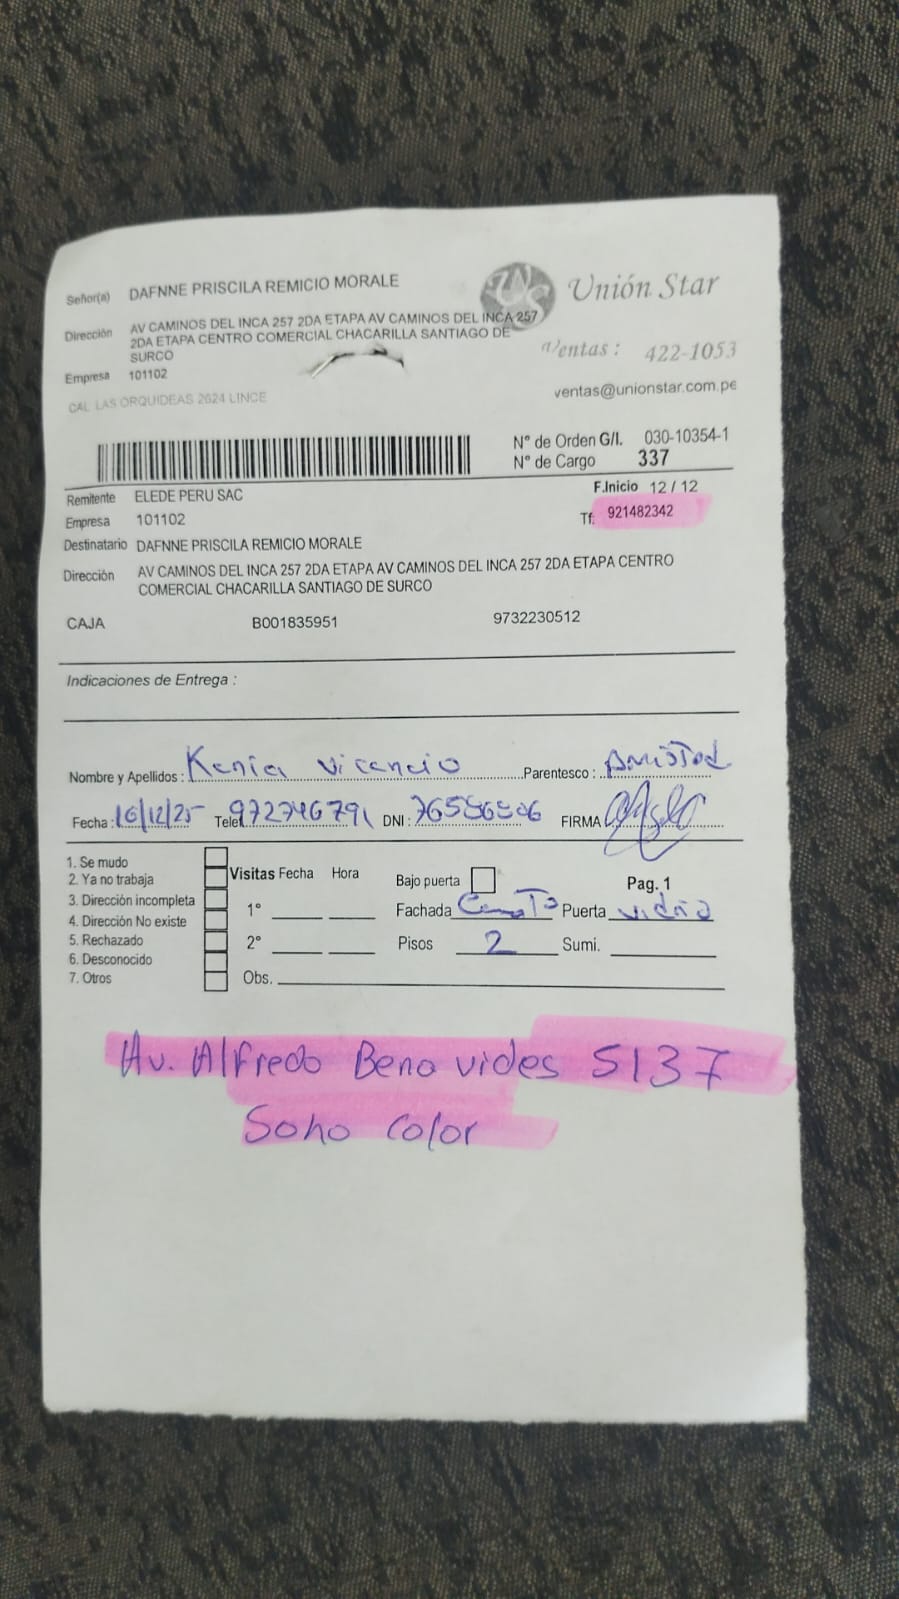 Señor(a) DAFNNE PRISCILA REMICIO MORALE
Unión Star
Dirección AV CAMINOS DEL INCA 257 2DA ETAPA AV CAMINOS DEL INCA 257
2DA ETAPA CENTRO COMERCIAL CHACARILLA SANTIAGO DE
SURCO
Ventas: 422-1053
Empresa 101102
ventas@unionstar.com.pe
CAL LAS ORQUIDEAS 2624 LINCE
N° de Orden G/I. 030-10354-1
N° de Cargo 337
Remitente ELEDE PERU SAC
F.Inicio 12 / 12
Empresa 101102
Tf: 921482342
Destinatario DAFNNE PRISCILA REMICIO MORALE
Dirección AV CAMINOS DEL INCA 257 2DA ETAPA AV CAMINOS DEL INCA 257 2DA ETAPA CENTRO
COMERCIAL CHACARILLA SANTIAGO DE SURCO
CAJA B001835951 9732230512
Indicaciones de Entrega :
Nombre y Apellidos : Kenia Vicencio Parentesco : Amistad
Fecha : 16/12/25 Telef. 972746791 DNI : FIRMA
1. Se mudo
2. Ya no trabaja
3. Dirección incompleta
4. Dirección No existe
5. Rechazado
6. Desconocido
7. Otros
Visitas Fecha Hora Bajo puerta Pag. 1
1° Fachada Puerta vidrio
2° Pisos 2 Sumi.
Obs.
Av. Alfredo Benavides 5137
Soho Color